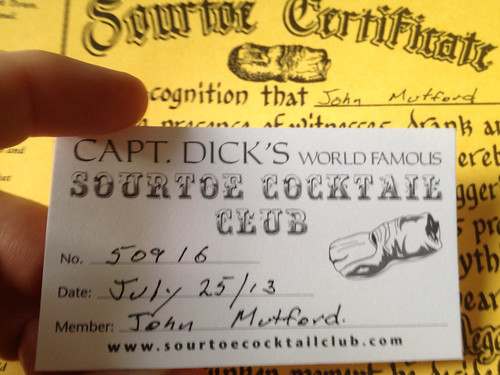 Sourtoe Certificate
cognition that John Mutford
presence of witnesses, drank a
CAPT. DICK'S WORLD FAMOUS
SOURTOE COCKTAIL
CLUB
No. 50916
Date: July 25/13
Member: John Mutford.
www.sourtoecocktailclub.com